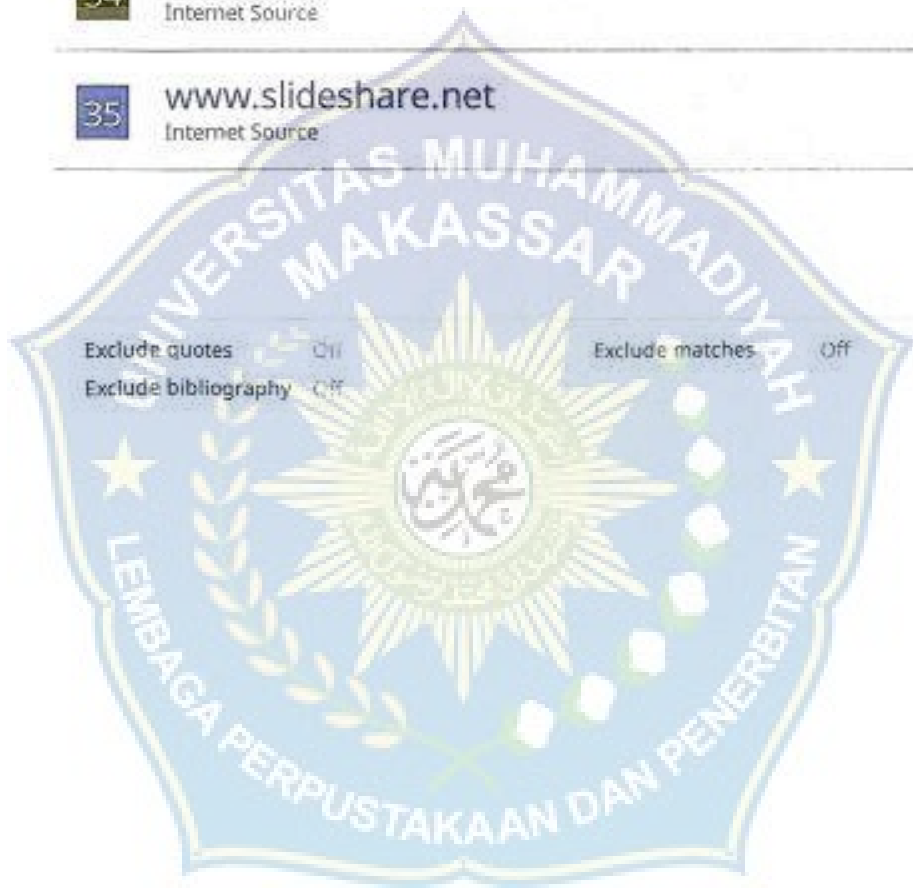 34
Internet Source
35
www.slideshare.net
Internet Source
UNIVERSITAS MUHAMMADIYAH
MAKASSAR
Exclude quotes Off
Exclude matches Off
Exclude bibliography Off
LEMBAGA PERPUSTAKAAN DAN PENERBITAN